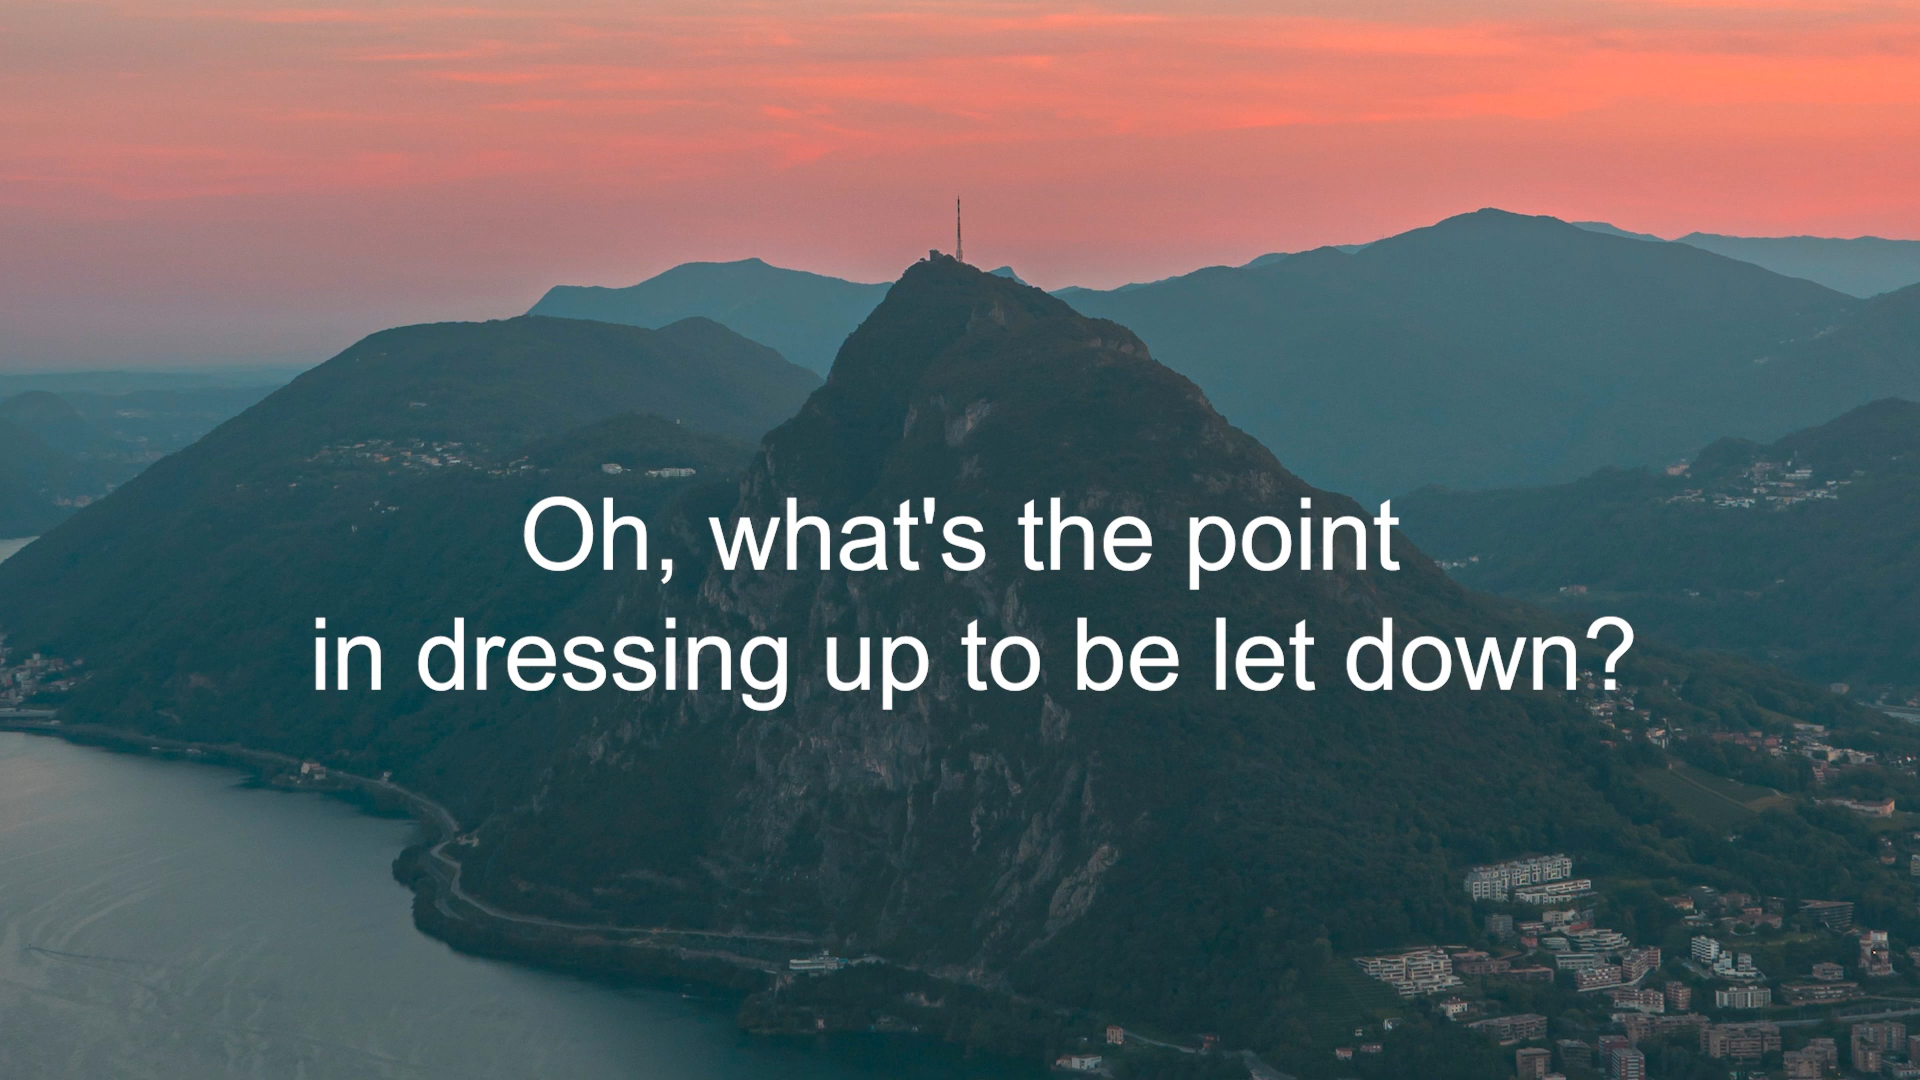 Oh, what's the point
in dressing up to be let down?